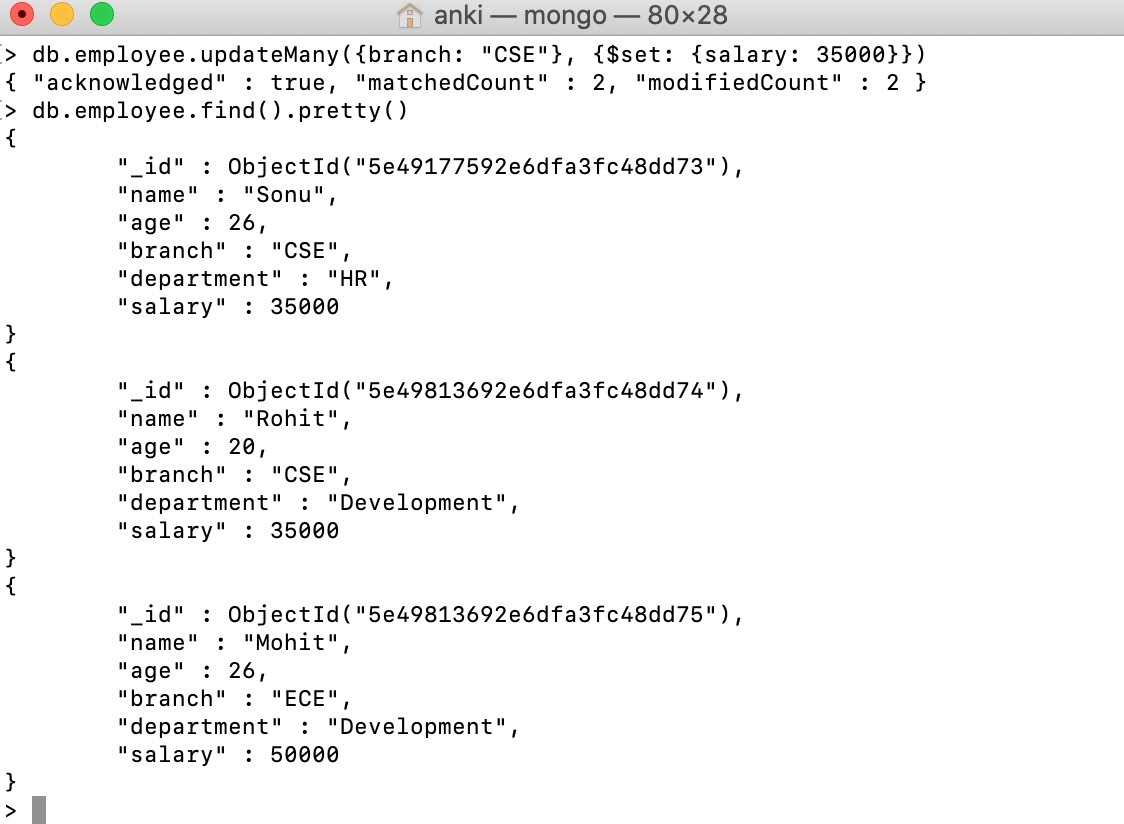 anki — mongo — 80×28
> db.employee.updateMany({branch: "CSE"}, {$set: {salary: 35000}})
{ "acknowledged" : true, "matchedCount" : 2, "modifiedCount" : 2 }
> db.employee.find().pretty()
{
        "_id" : ObjectId("5e49177592e6dfa3fc48dd73"),
        "name" : "Sonu",
        "age" : 26,
        "branch" : "CSE",
        "department" : "HR",
        "salary" : 35000
}
{
        "_id" : ObjectId("5e49813692e6dfa3fc48dd74"),
        "name" : "Rohit",
        "age" : 20,
        "branch" : "CSE",
        "department" : "Development",
        "salary" : 35000
}
{
        "_id" : ObjectId("5e49813692e6dfa3fc48dd75"),
        "name" : "Mohit",
        "age" : 26,
        "branch" : "ECE",
        "department" : "Development",
        "salary" : 50000
}
>